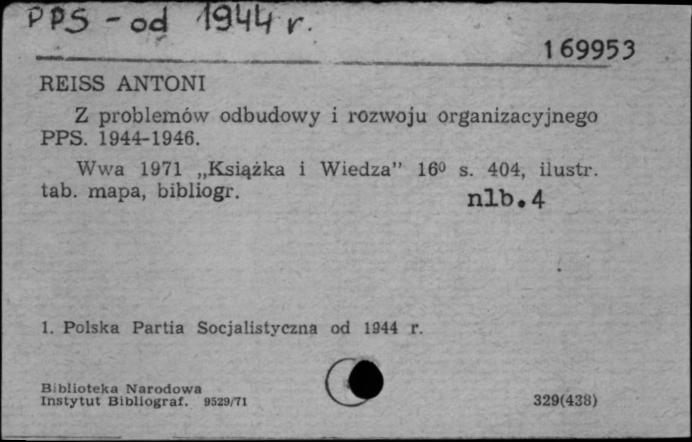 PPS - od 1944 r.
169953
REISS ANTONI
Z problemów odbudowy i rozwoju organizacyjnego
PPS. 1944-1946.
Wwa 1971 „Książka i Wiedza" 16⁰ s. 404, ilustr.
tab. mapa, bibliogr.
nlb. 4
1. Polska Partia Socjalistyczna od 1944 r.
Biblioteka Narodowa
Instytut Bibliograf. 9529/71
329(438)